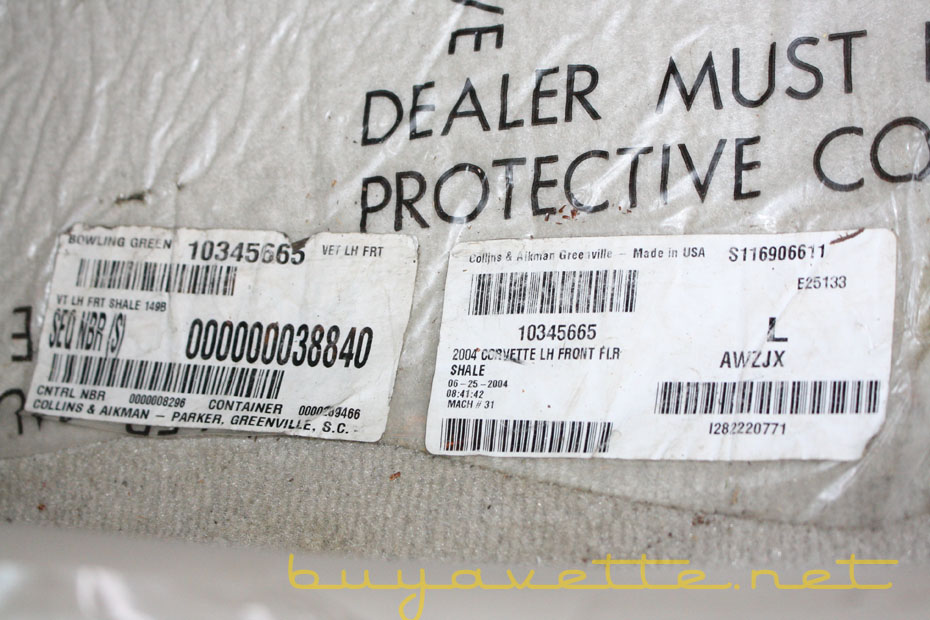 VE
DEALER MUST
PROTECTIVE CO
BOWLING GREEN 10345665 VET LH FRT
VT LH FRT SHALE 149B
SEQ NBR (S) 000000038840
CNTRL NBR 0000008296 CONTAINER 0000289466
COLLINS & AIKMAN - PARKER, GREENVILLE, S.C.
Collins & Aikman Greenville - Made in USA S116906611
E25133
10345665
L
2004 CORVETTE LH FRONT FLR
AWZJX
SHALE
06-25-2004
08:41:42
MACH # 31
I282220771
buyavette.net